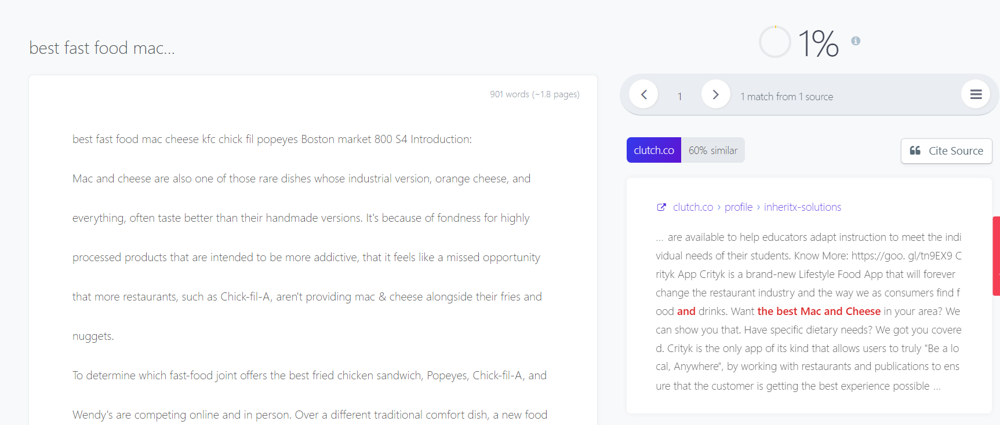 best fast food mac...
901 words (~1.8 pages)
best fast food mac cheese kfc chick fil popeyes Boston market 800 S4 Introduction:
Mac and cheese are also one of those rare dishes whose industrial version, orange cheese, and
everything, often taste better than their handmade versions. It's because of fondness for highly
processed products that are intended to be more addictive, that it feels like a missed opportunity
that more restaurants, such as Chick-fil-A, aren't providing mac & cheese alongside their fries and
nuggets.
To determine which fast-food joint offers the best fried chicken sandwich, Popeyes, Chick-fil-A, and
Wendy's are competing online and in person. Over a different traditional comfort dish, a new food
1%
1
1 match from 1 source
clutch.co 60% similar
Cite Source
clutch.co › profile › inheritx-solutions
... are available to help educators adapt instruction to meet the indi
vidual needs of their students. Know More: https://goo. gl/tn9EX9 C
rityk App Crityk is a brand-new Lifestyle Food App that will forever
change the restaurant industry and the way we as consumers find f
ood and drinks. Want the best Mac and Cheese in your area? We
can show you that. Have specific dietary needs? We got you covere
d. Crityk is the only app of its kind that allows users to truly "Be a lo
cal, Anywhere", by working with restaurants and publications to ens
ure that the customer is getting the best experience possible ...